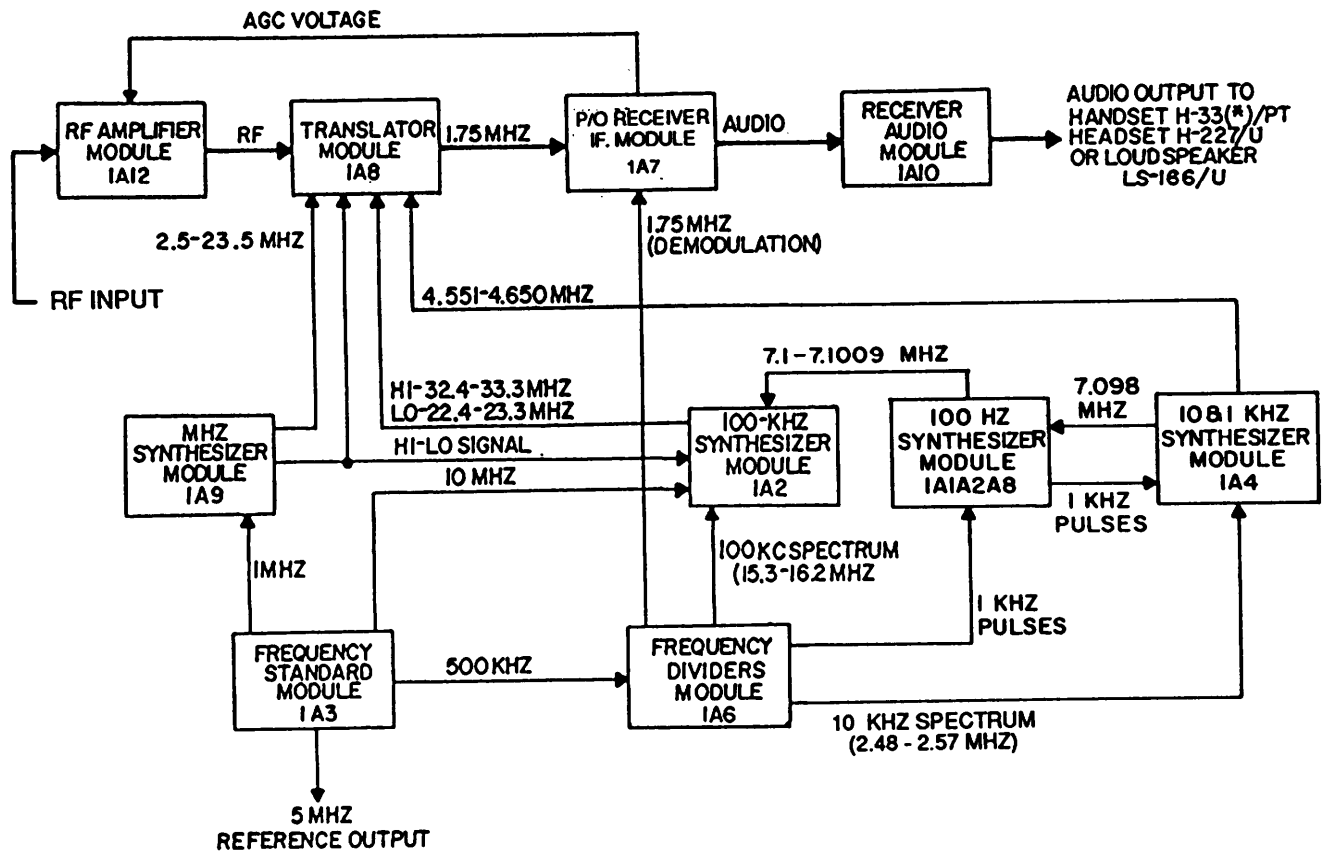 AGC VOLTAGE
RF AMPLIFIER
MODULE
1A12
RF
TRANSLATOR
MODULE
1A8
1.75 MHZ
P/O RECEIVER
IF. MODULE
1A7
AUDIO
RECEIVER
AUDIO
MODULE
1A10
AUDIO OUTPUT TO
HANDSET H-33(*)/PT
HEADSET H-227/U
OR LOUDSPEAKER
LS-166/U
2.5-23.5 MHZ
1.75 MHZ
(DEMODULATION)
RF INPUT
4.551-4.650 MHZ
7.1-7.1009 MHZ
HI-32.4-33.3 MHZ
LO-22.4-23.3 MHZ
7.098
MHZ
MHZ
SYNTHESIZER
MODULE
1A9
HI-LO SIGNAL
10 MHZ
100-KHZ
SYNTHESIZER
MODULE
1A2
100 HZ
SYNTHESIZER
MODULE
1A1A2A8
10&1 KHZ
SYNTHESIZER
MODULE
1A4
1 KHZ
PULSES
1MHZ
100 KC SPECTRUM
(15.3-16.2 MHZ
1 KHZ
PULSES
FREQUENCY
STANDARD
MODULE
1A3
500 KHZ
FREQUENCY
DIVIDERS
MODULE
1A6
10 KHZ SPECTRUM
(2.48 - 2.57 MHZ)
5 MHZ
REFERENCE OUTPUT